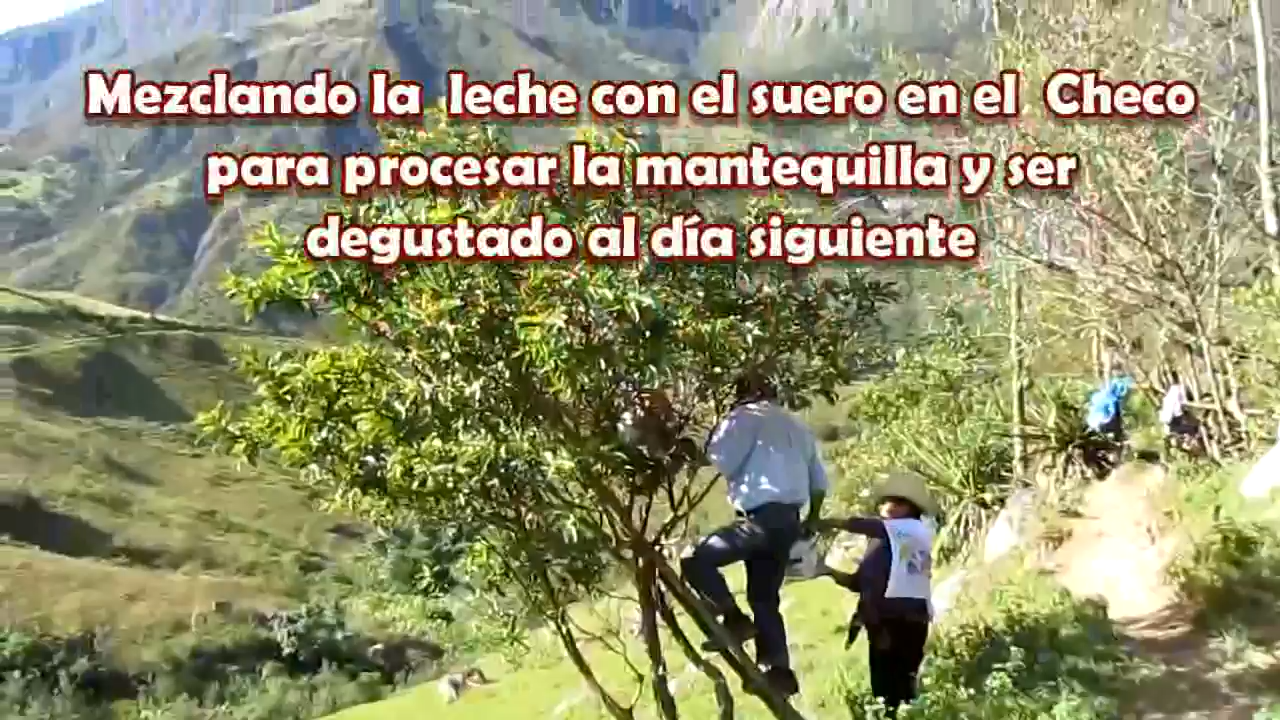 Mezclando la leche con el suero en el Checo
para procesar la mantequilla y ser
degustado al día siguiente